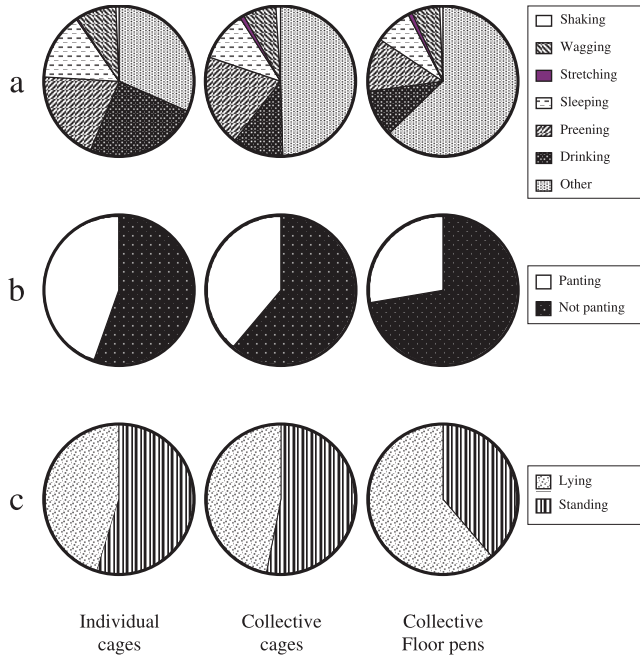 a
Shaking
Wagging
Stretching
Sleeping
Preening
Drinking
Other
b
Panting
Not panting
c
Lying
Standing
Individual
cages
Collective
cages
Collective
Floor pens